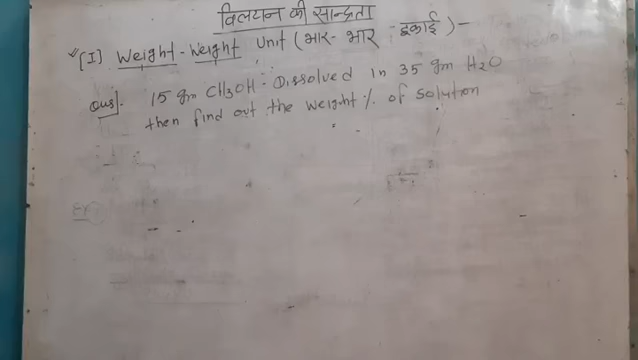 विलयन की सान्द्रता
[I] Weight-Weight Unit (भार-भार इकाई) -
Ques]. 15 gm CH3OH Dissolved in 35 gm H2O
then find out the weight % of solution